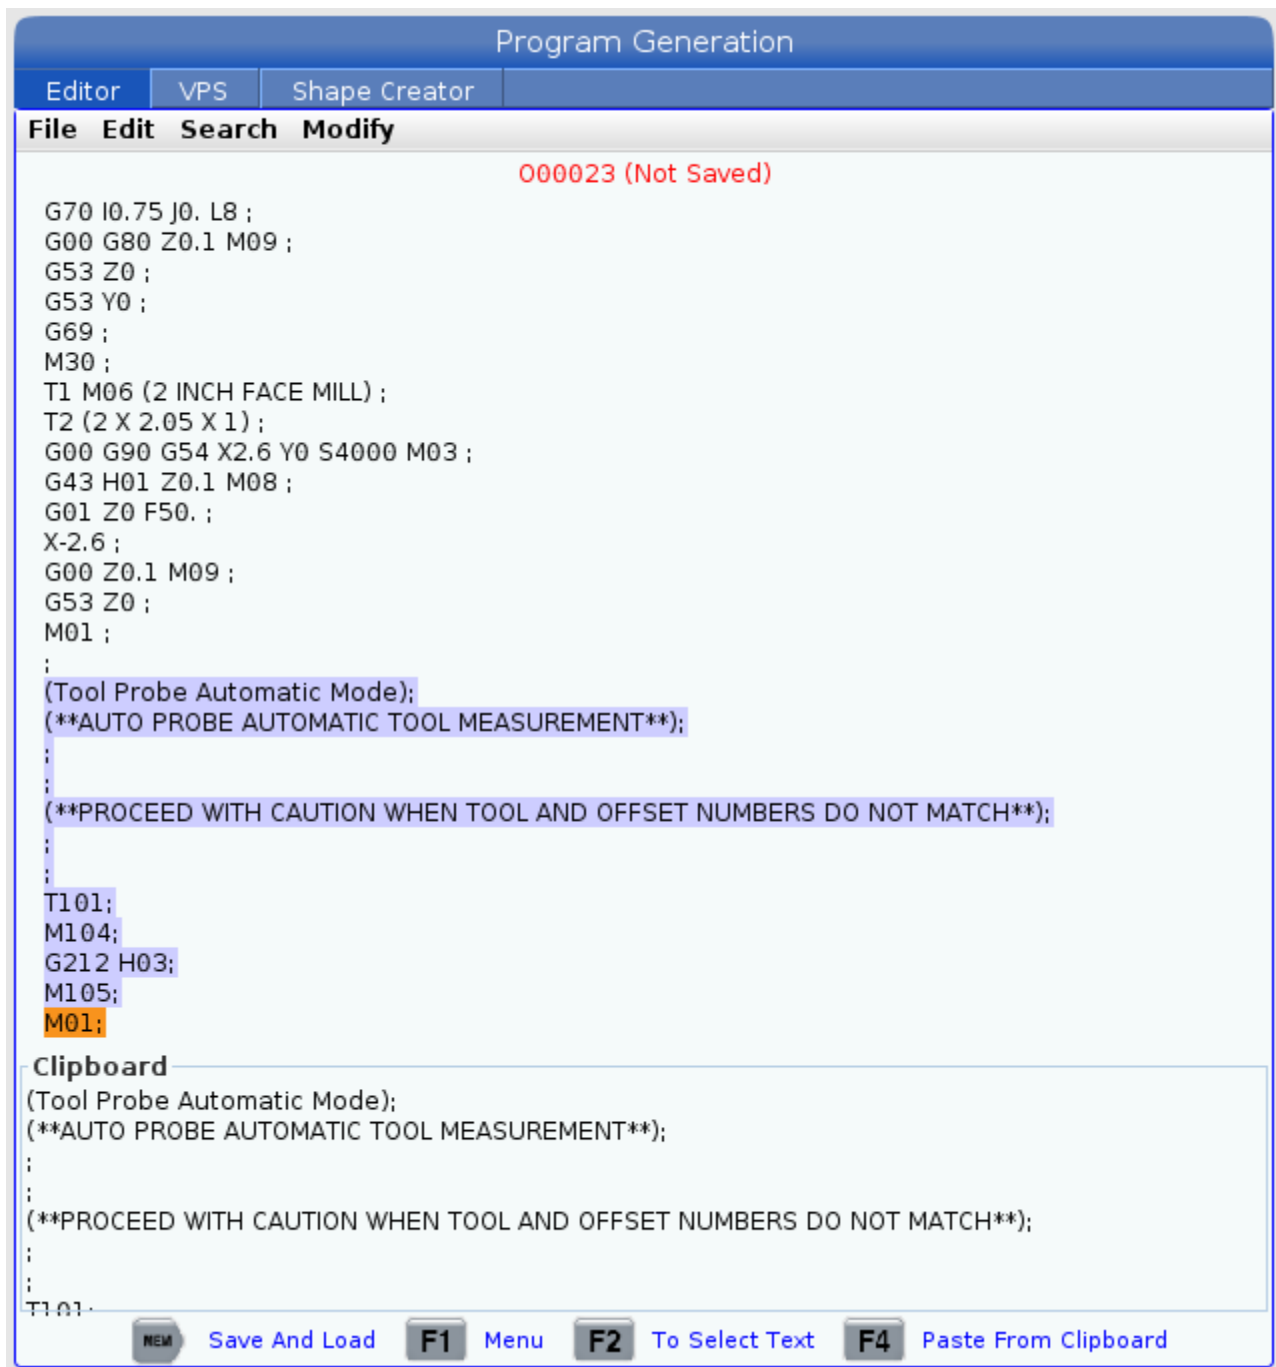 Program Generation
Editor VPS Shape Creator
File Edit Search Modify
O00023 (Not Saved)
G70 I0.75 J0. L8 ;
G00 G80 Z0.1 M09 ;
G53 Z0 ;
G53 Y0 ;
G69 ;
M30 ;
T1 M06 (2 INCH FACE MILL) ;
T2 (2 X 2.05 X 1) ;
G00 G90 G54 X2.6 Y0 S4000 M03 ;
G43 H01 Z0.1 M08 ;
G01 Z0 F50. ;
X-2.6 ;
G00 Z0.1 M09 ;
G53 Z0 ;
M01 ;
;
(Tool Probe Automatic Mode);
(**AUTO PROBE AUTOMATIC TOOL MEASUREMENT**);
;
;
(**PROCEED WITH CAUTION WHEN TOOL AND OFFSET NUMBERS DO NOT MATCH**);
;
;
T101;
M104;
G212 H03;
M105;
M01;
Clipboard
(Tool Probe Automatic Mode);
(**AUTO PROBE AUTOMATIC TOOL MEASUREMENT**);
;
;
(**PROCEED WITH CAUTION WHEN TOOL AND OFFSET NUMBERS DO NOT MATCH**);
;
;
T101;
NEW Save And Load F1 Menu F2 To Select Text F4 Paste From Clipboard